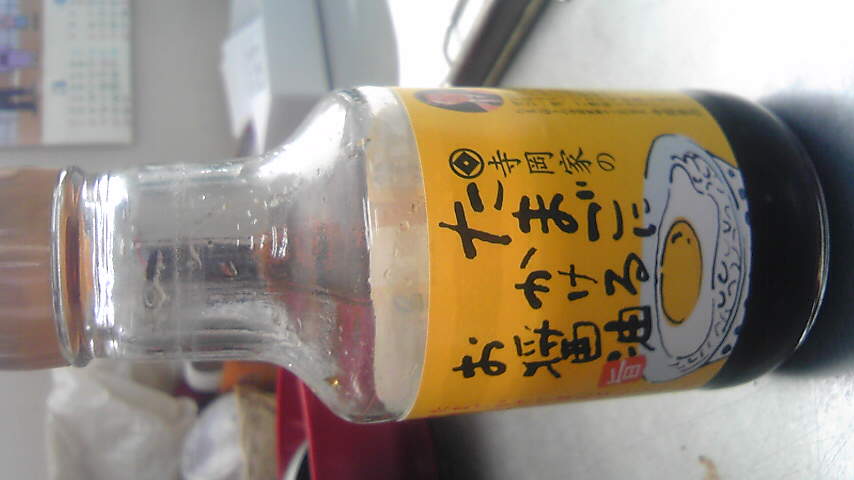 寺岡家の
たまごに
かける
お醤油